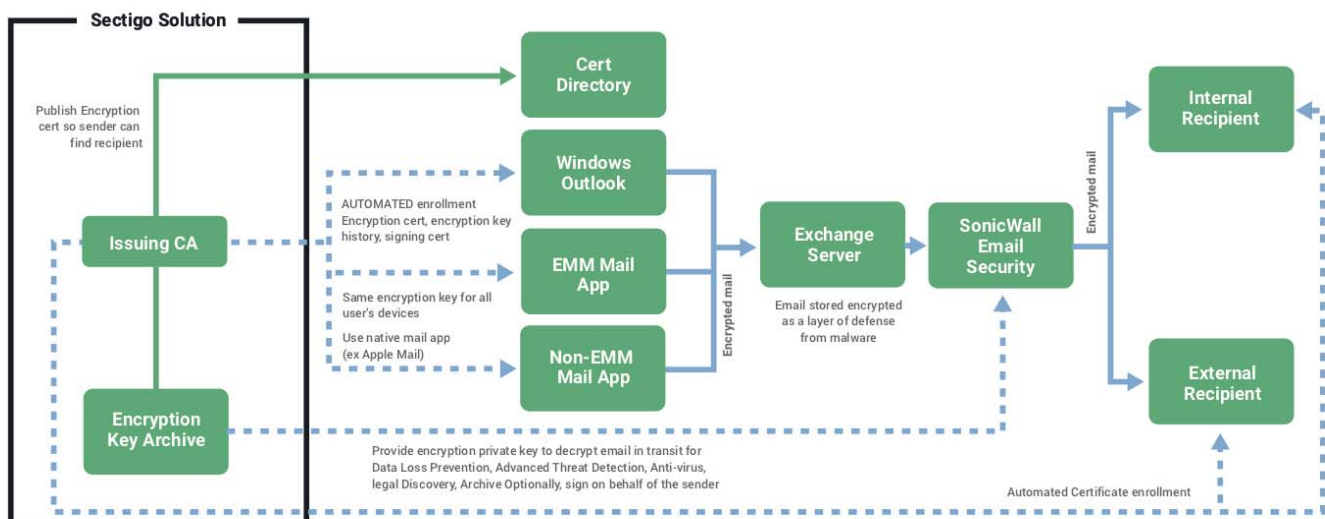 Sectigo Solution
Publish Encryption
cert so sender can
find recipient
Issuing CA
Encryption
Key Archive
Cert
Directory
Windows
Outlook
AUTOMATED enrollment
Encryption cert, encryption key
history, signing cert
EMM Mail
App
Same encryption key for all
user's devices
Use native mail app
(ex Apple Mail)
Non-EMM
Mail App
Encrypted mail
Exchange
Server
Email stored encrypted
as a layer of defense
from malware
SonicWall
Email
Security
Encrypted mail
Internal
Recipient
External
Recipient
Provide encryption private key to decrypt email in transit for
Data Loss Prevention, Advanced Threat Detection, Anti-virus,
legal Discovery, Archive Optionally, sign on behalf of the sender
Automated Certificate enrollment